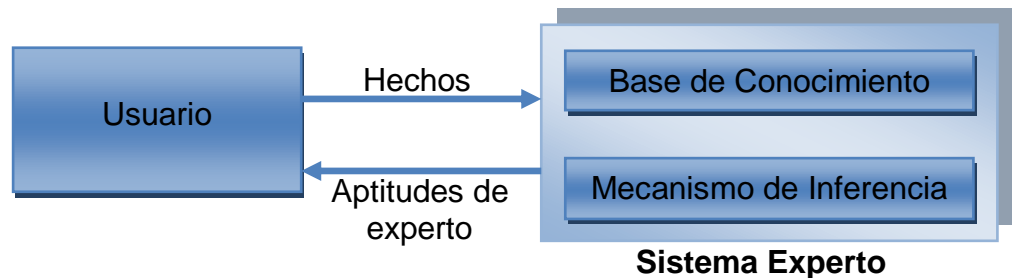 Usuario
Hechos
Aptitudes de
experto
Base de Conocimiento
Mecanismo de Inferencia
Sistema Experto